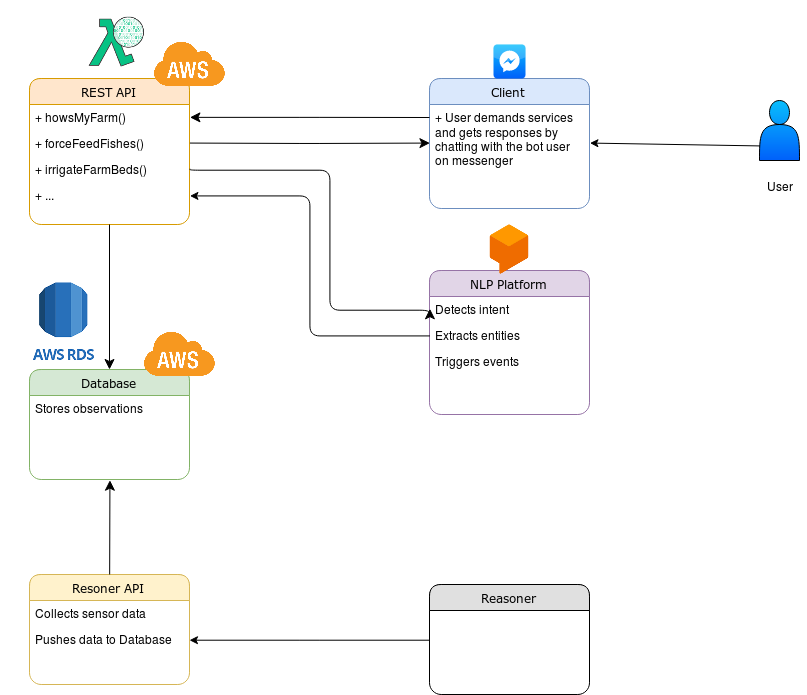 AWS
REST API
+ howsMyFarm()
+ forceFeedFishes()
+ irrigateFarmBeds()
+ ...
Client
+ User demands services
and gets responses by
chatting with the bot user
on messenger
User
NLP Platform
Detects intent
Extracts entities
Triggers events
AWS RDS
AWS
Database
Stores observations
Resoner API
Collects sensor data
Pushes data to Database
Reasoner